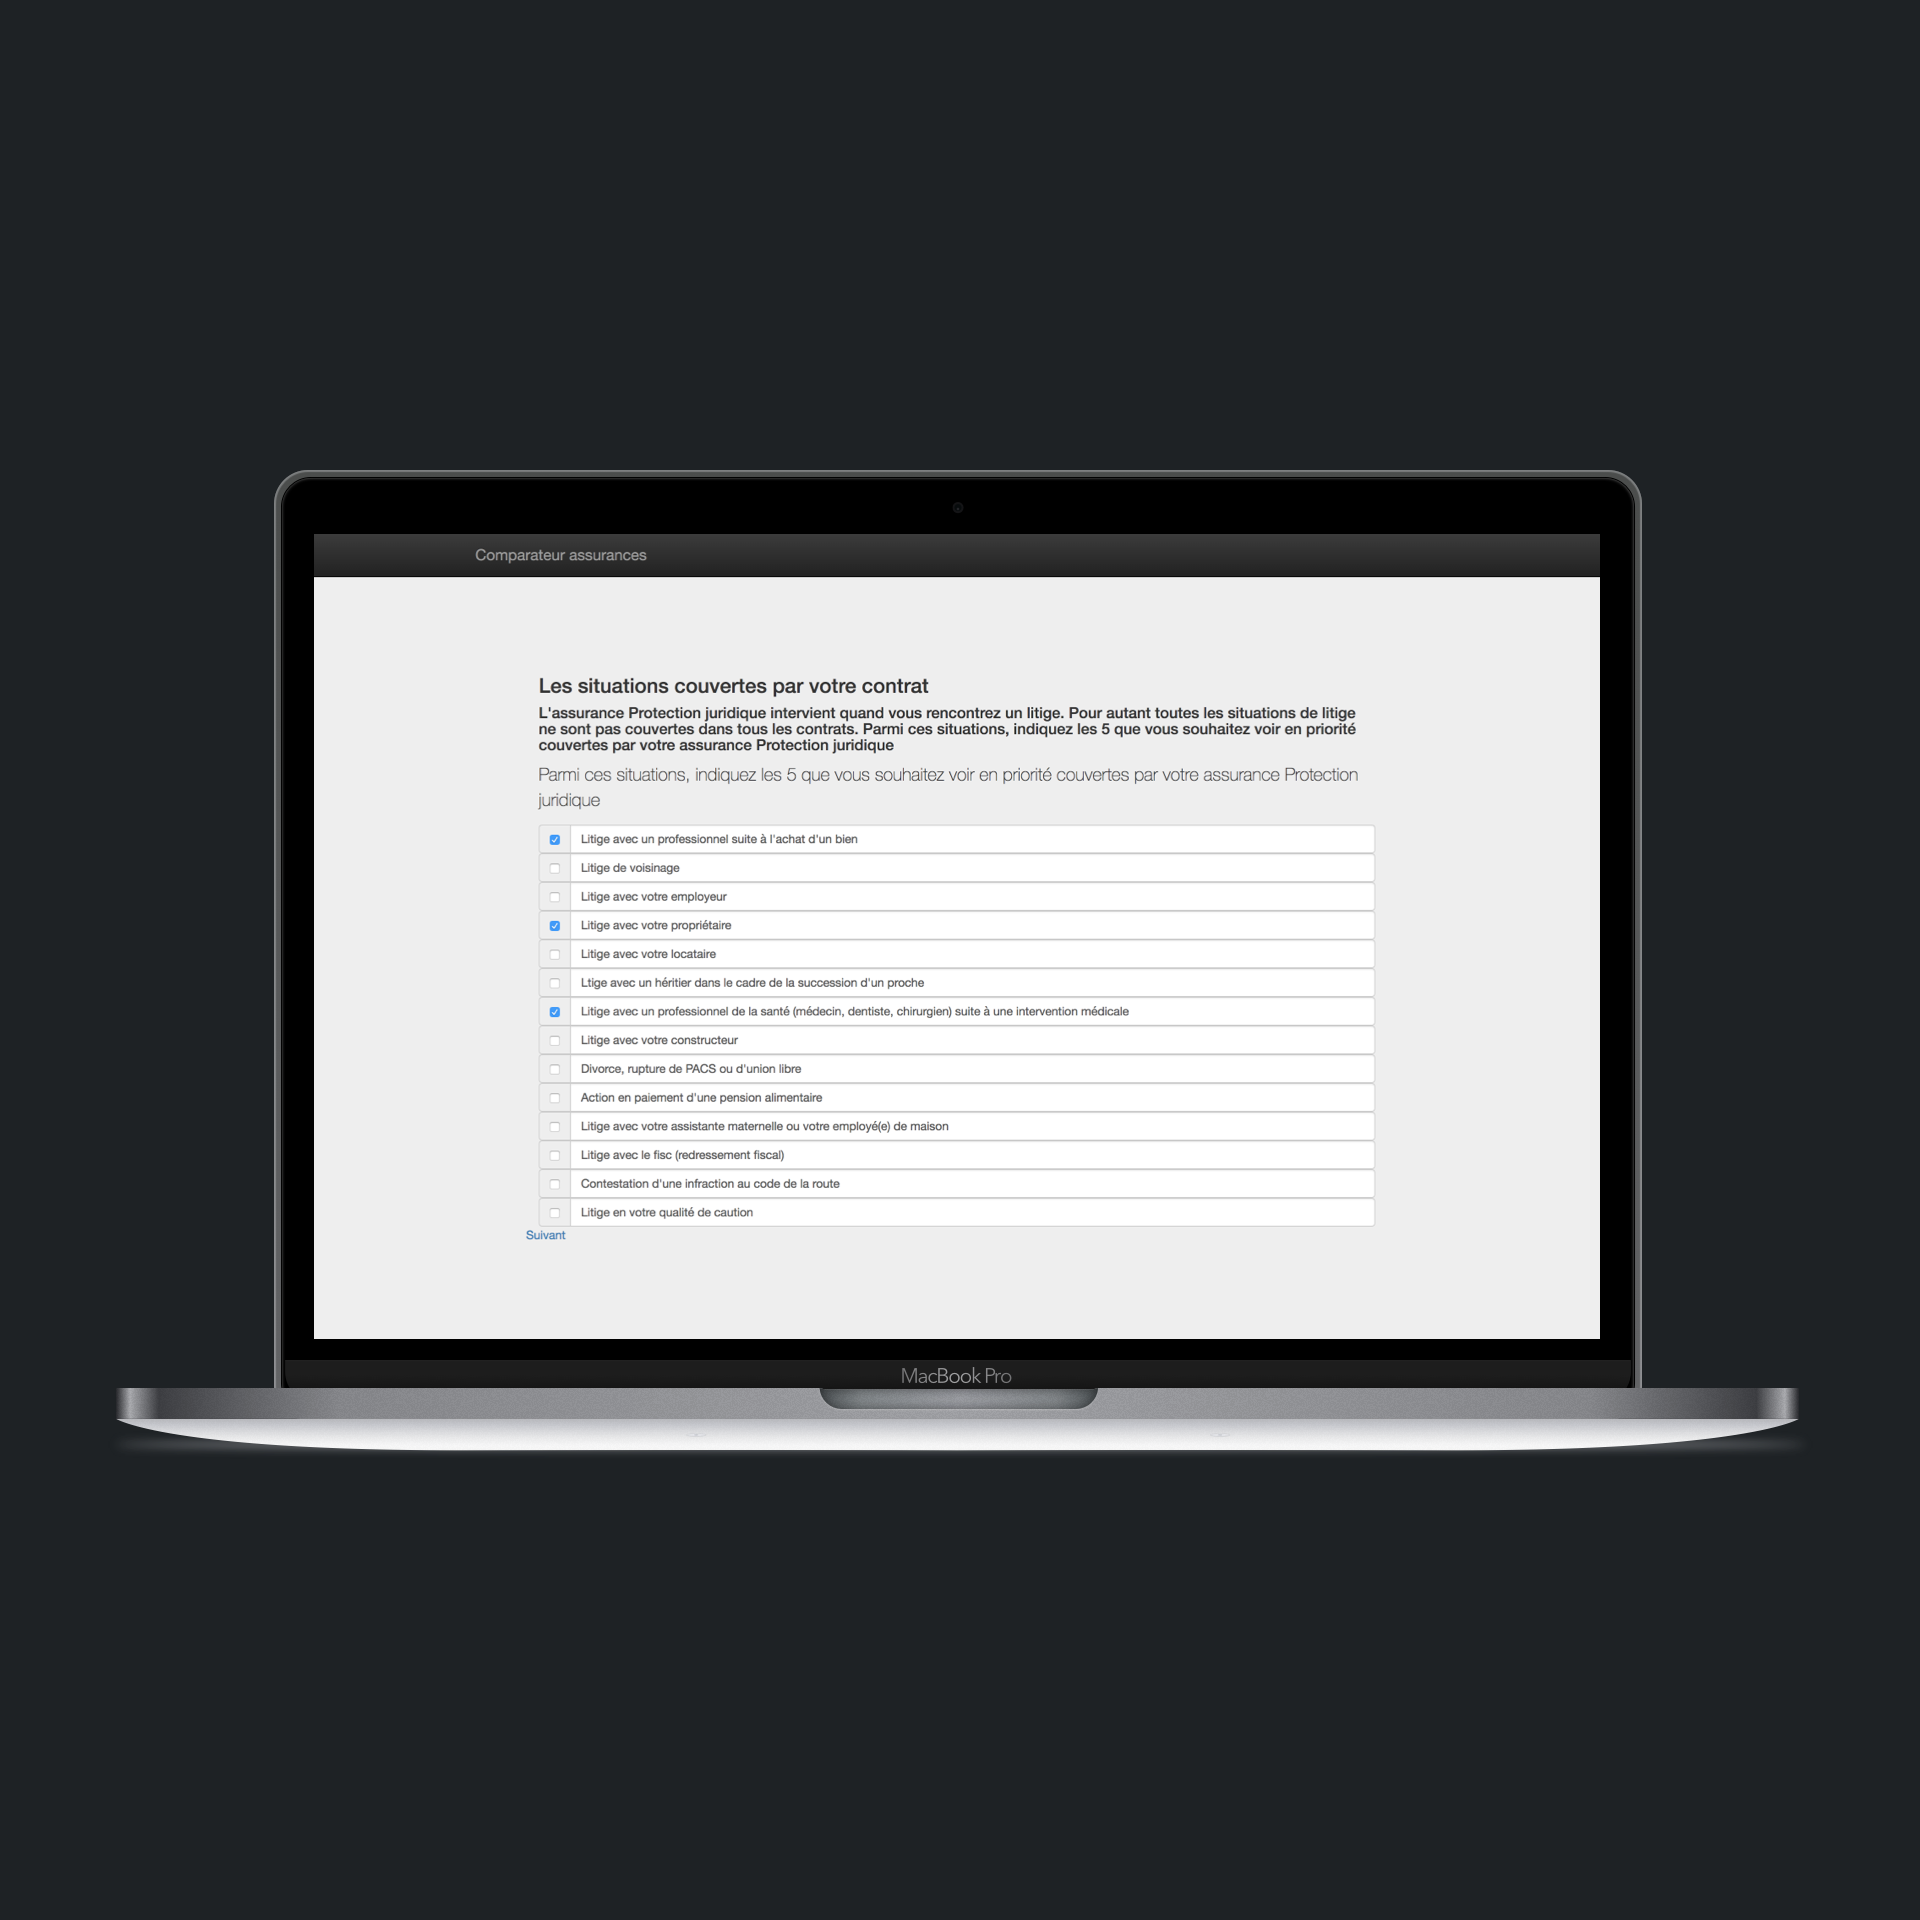 Comparateur assurances
Les situations couvertes par votre contrat
L'assurance Protection juridique intervient quand vous rencontrez un litige. Pour autant toutes les situations de litige
ne sont pas couvertes dans tous les contrats. Parmi ces situations, indiquez les 5 que vous souhaitez voir en priorité
couvertes par votre assurance Protection juridique
Parmi ces situations, indiquez les 5 que vous souhaitez voir en priorité couvertes par votre assurance Protection
juridique
Litige avec un professionnel suite à l'achat d'un bien
Litige de voisinage
Litige avec votre employeur
Litige avec votre propriétaire
Litige avec votre locataire
Ltige avec un héritier dans le cadre de la succession d'un proche
Litige avec un professionnel de la santé (médecin, dentiste, chirurgien) suite à une intervention médicale
Litige avec votre constructeur
Divorce, rupture de PACS ou d'union libre
Action en paiement d'une pension alimentaire
Litige avec votre assistante maternelle ou votre employé(e) de maison
Litige avec le fisc (redressement fiscal)
Contestation d'une infraction au code de la route
Litige en votre qualité de caution
Suivant
MacBook Pro